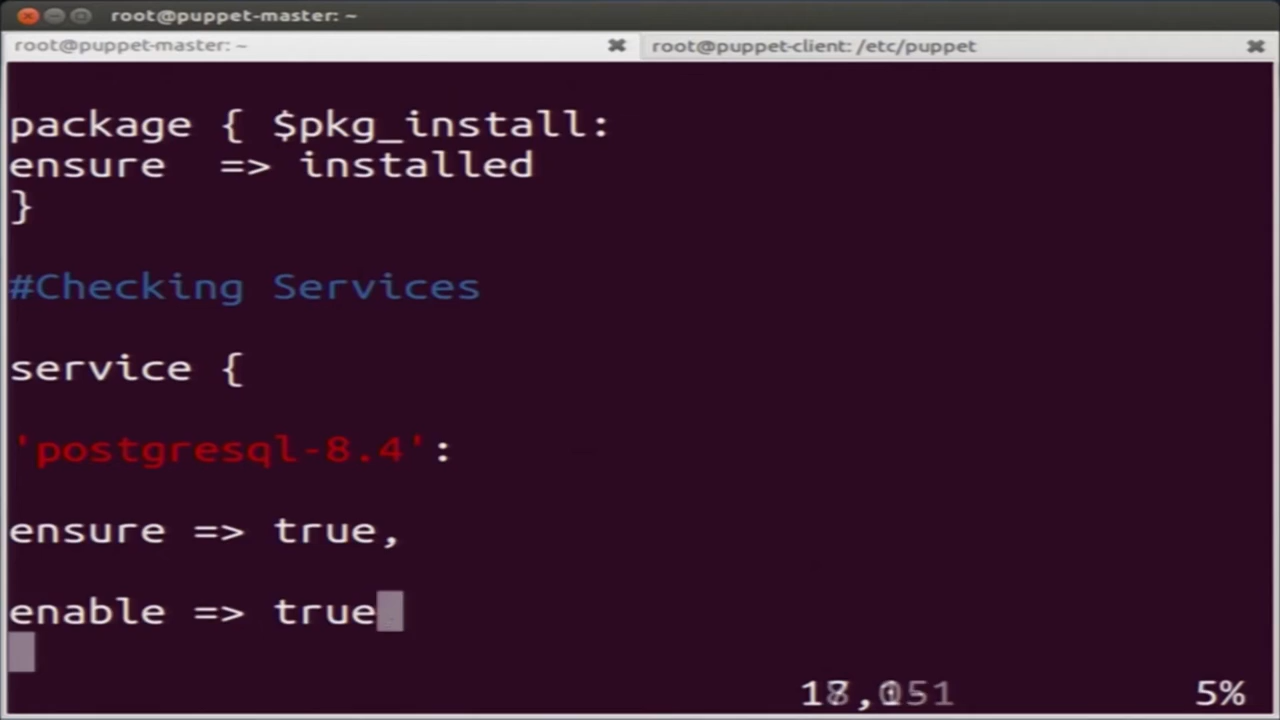 root@puppet-master: ~
root@puppet-master: ~
root@puppet-client: /etc/puppet
package { $pkg_install:
ensure  => installed
}
#Checking Services
service {
'postgresql-8.4':
ensure => true,
enable => true
5%